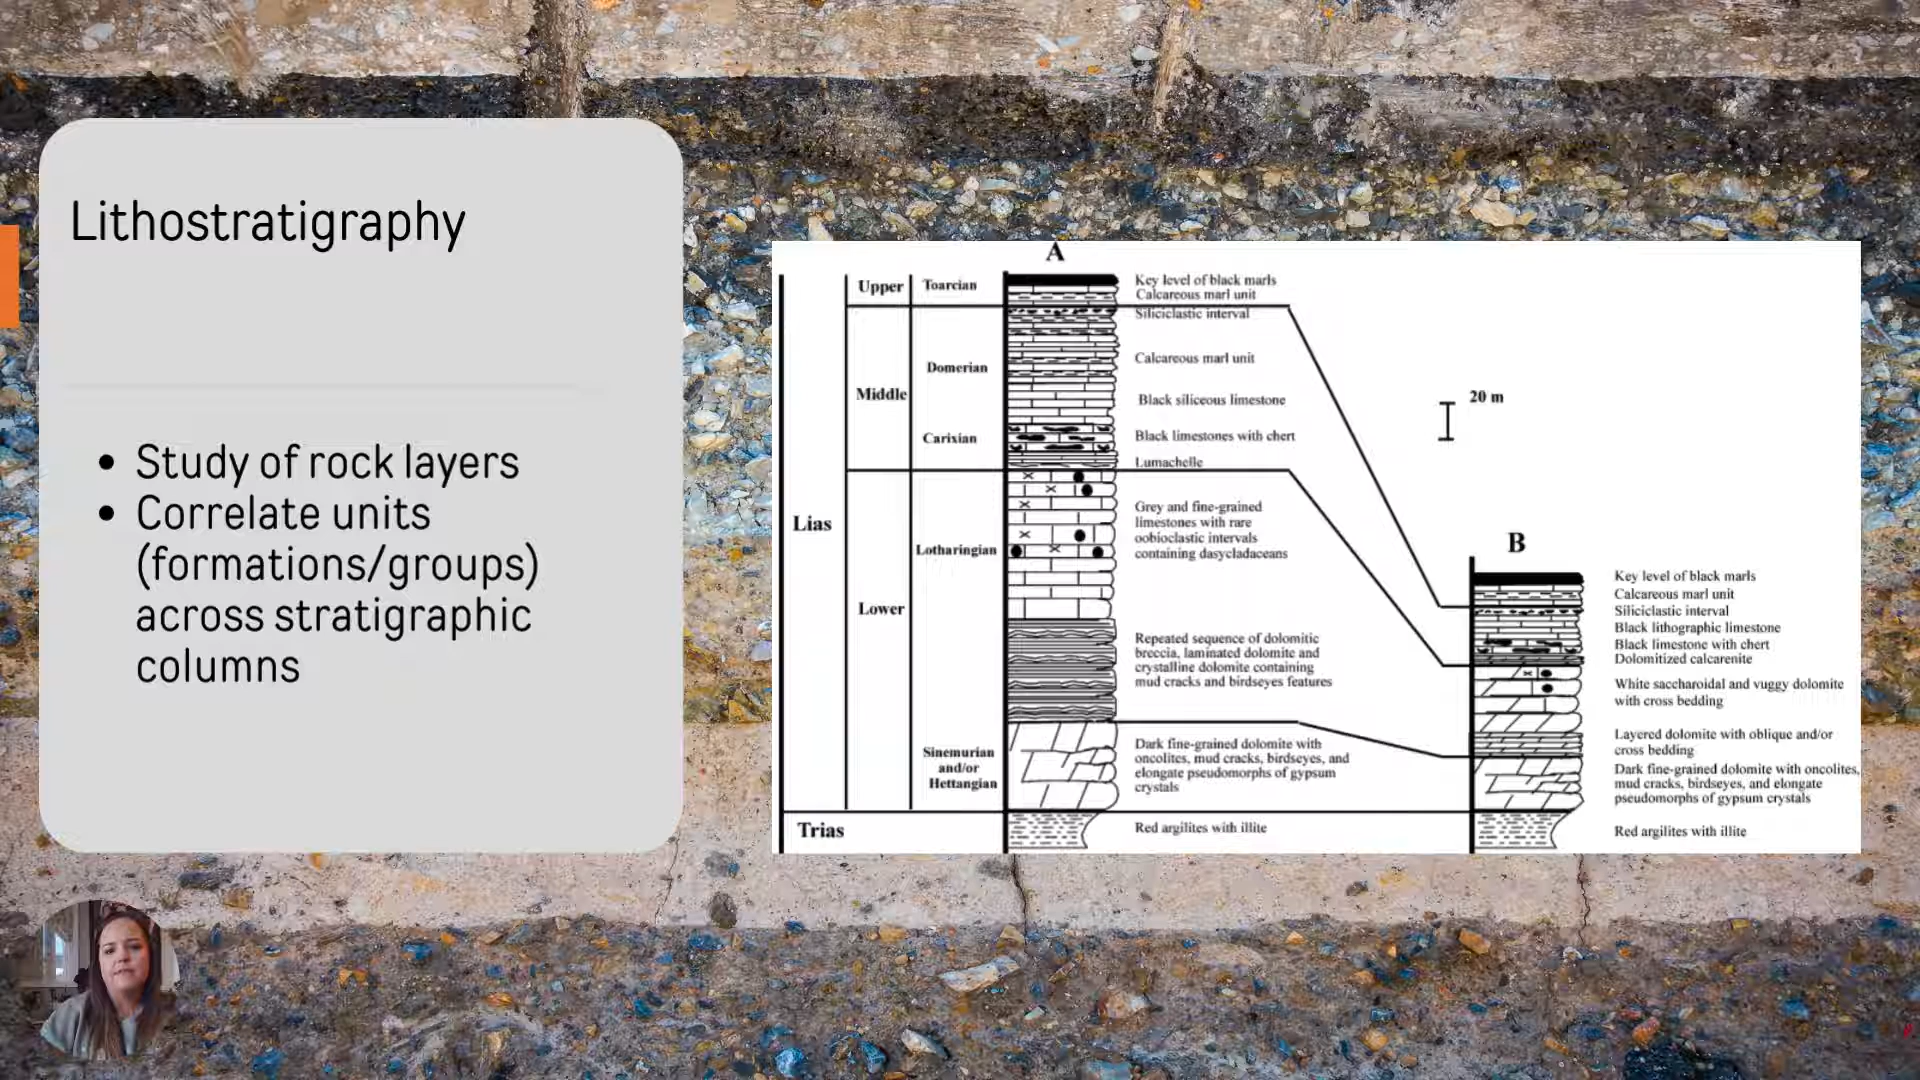 Lithostratigraphy
• Study of rock layers
• Correlate units
(formations/groups)
across stratigraphic
columns
A
Upper
Toarcian
Key level of black marls
Calcareous marl unit
Siliciclastic interval
Domerian
Calcareous marl unit
Middle
Black siliceous limestone
Carixian
Black limestones with chert
Lumachelle
20 m
Lias
Grey and fine-grained
limestones with rare
oobioclastic intervals
containing dasycladaceans
Lotharingian
Lower
Repeated sequence of dolomitic
breccia, laminated dolomite and
crystalline dolomite containing
mud cracks and birdseyes features
Sinemurian
and/or
Hettangian
Dark fine-grained dolomite with
oncolites, mud cracks, birdseyes, and
elongate pseudomorphs of gypsum
crystals
Trias
Red argilites with illite
B
Key level of black marls
Calcareous marl unit
Siliciclastic interval
Black lithographic limestone
Black limestone with chert
Dolomitized calcarenite
White saccharoidal and vuggy dolomite
with cross bedding
Layered dolomite with oblique and/or
cross bedding
Dark fine-grained dolomite with oncolites,
mud cracks, birdseyes, and elongate
pseudomorphs of gypsum crystals
Red argilites with illite